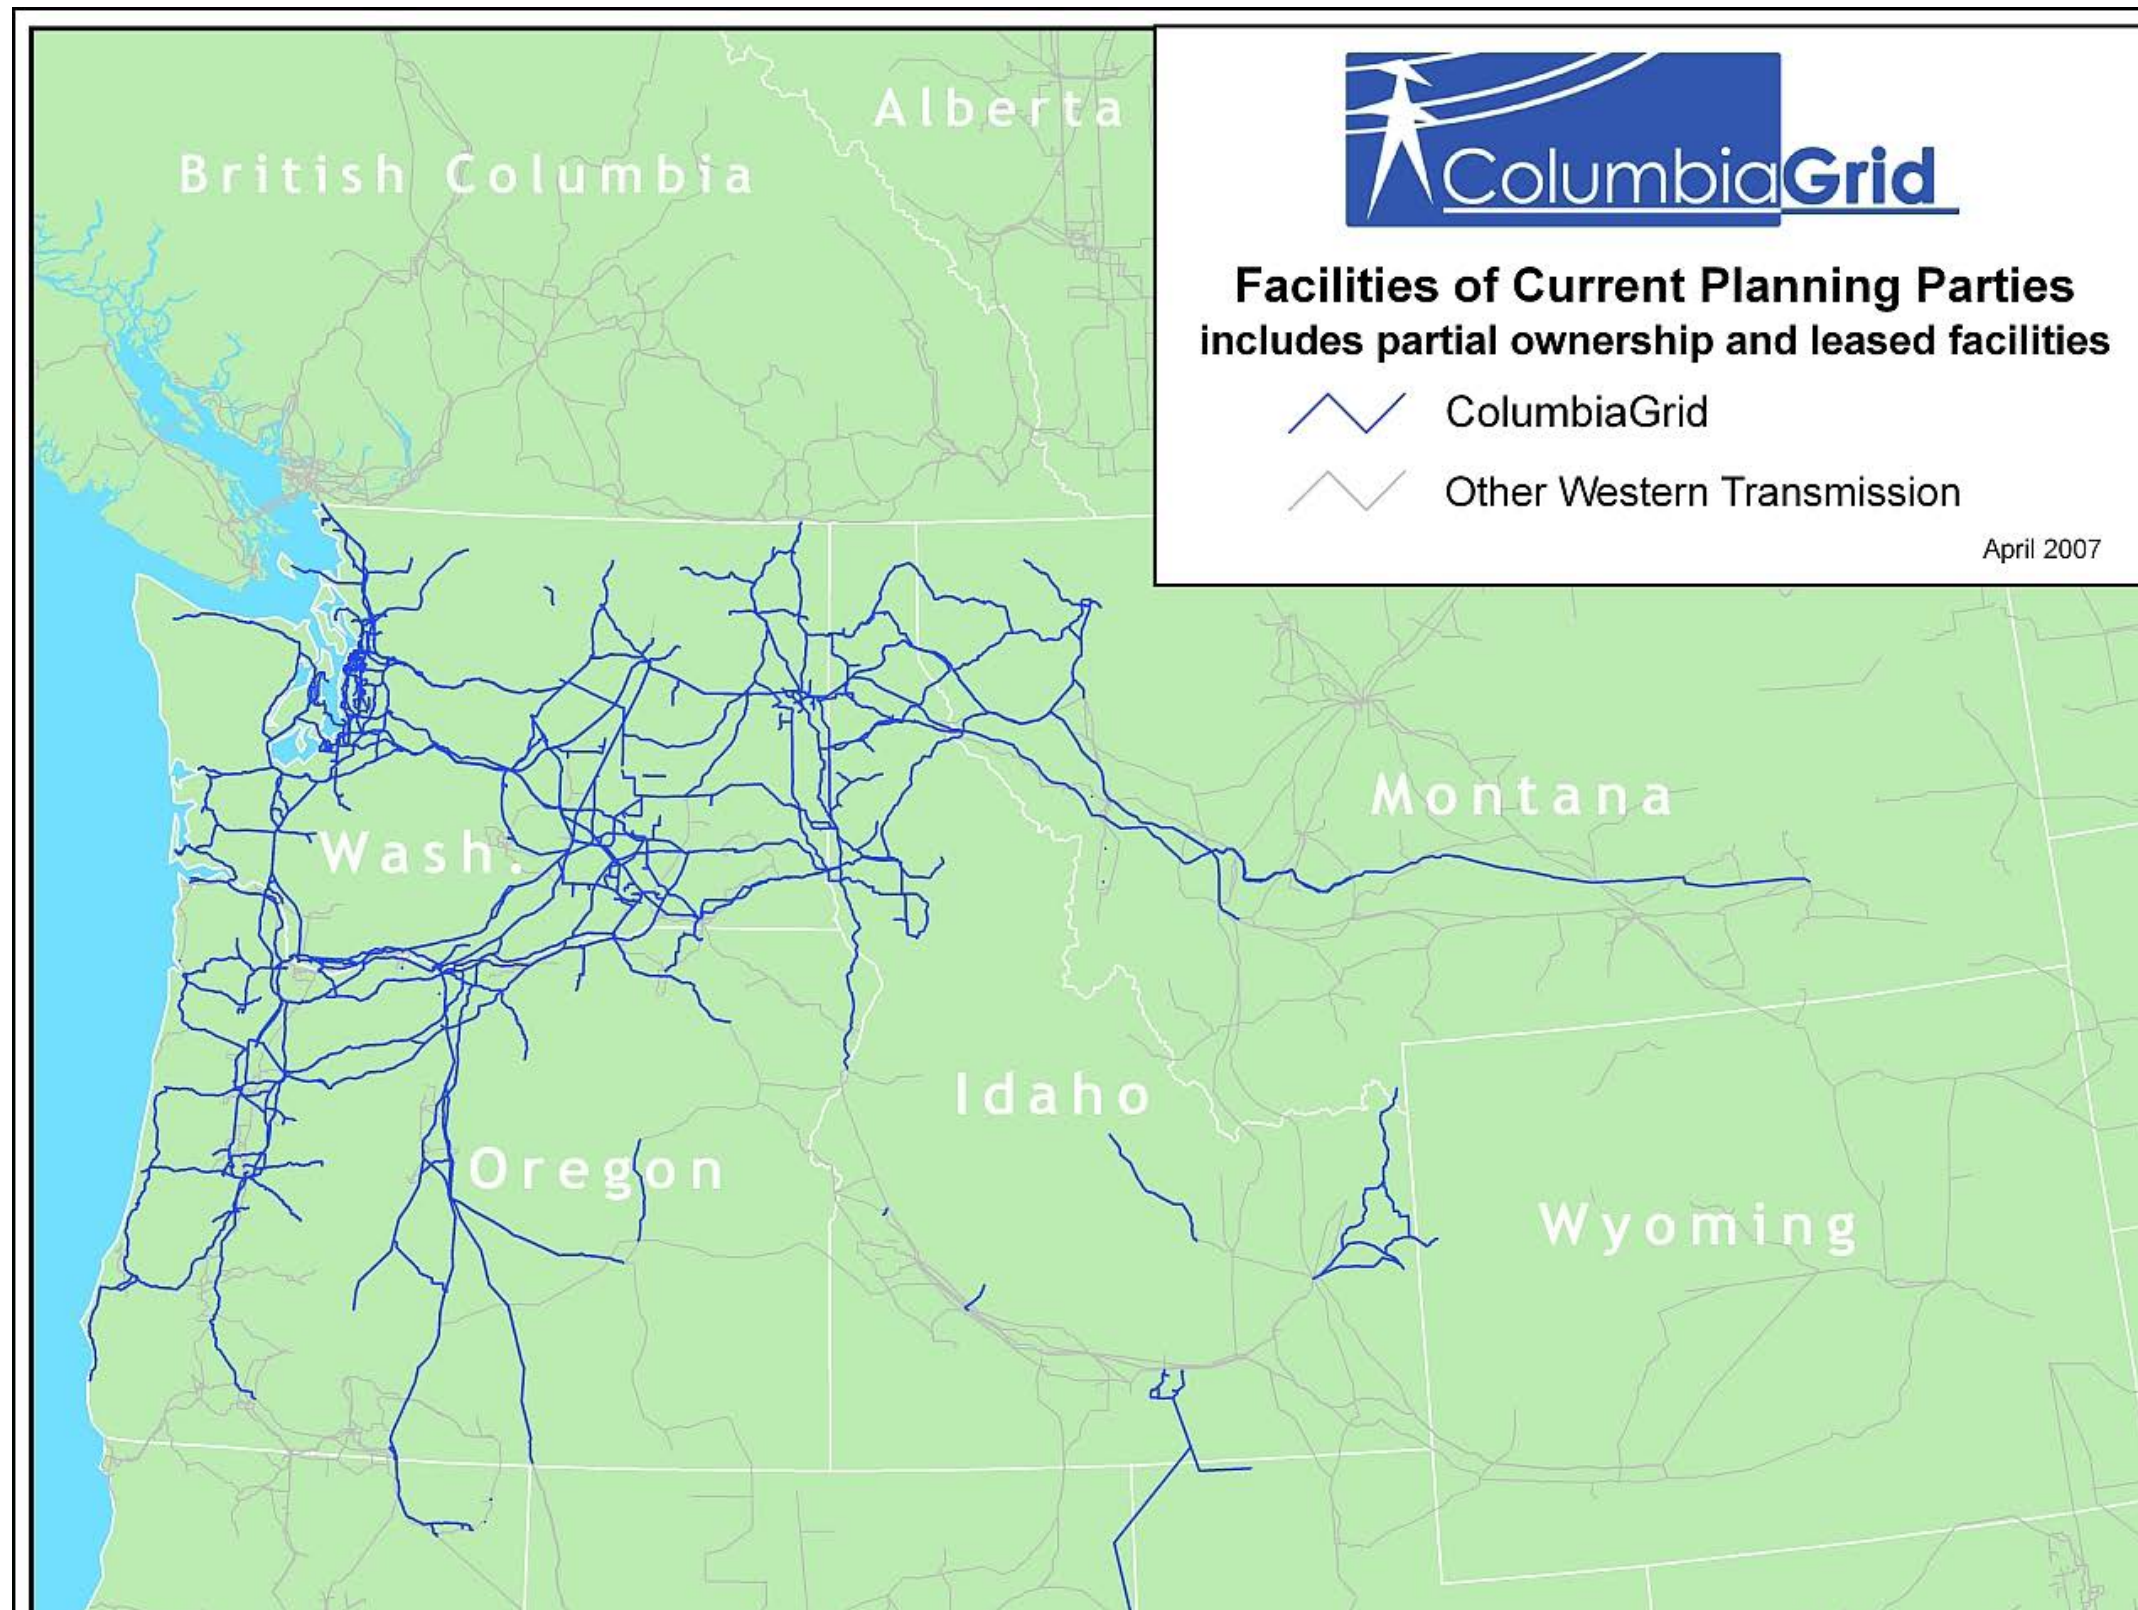 Alberta
British Columbia
ColumbiaGrid
Facilities of Current Planning Parties
includes partial ownership and leased facilities
ColumbiaGrid
Other Western Transmission
April 2007
Montana
Wash.
Idaho
Oregon
Wyoming